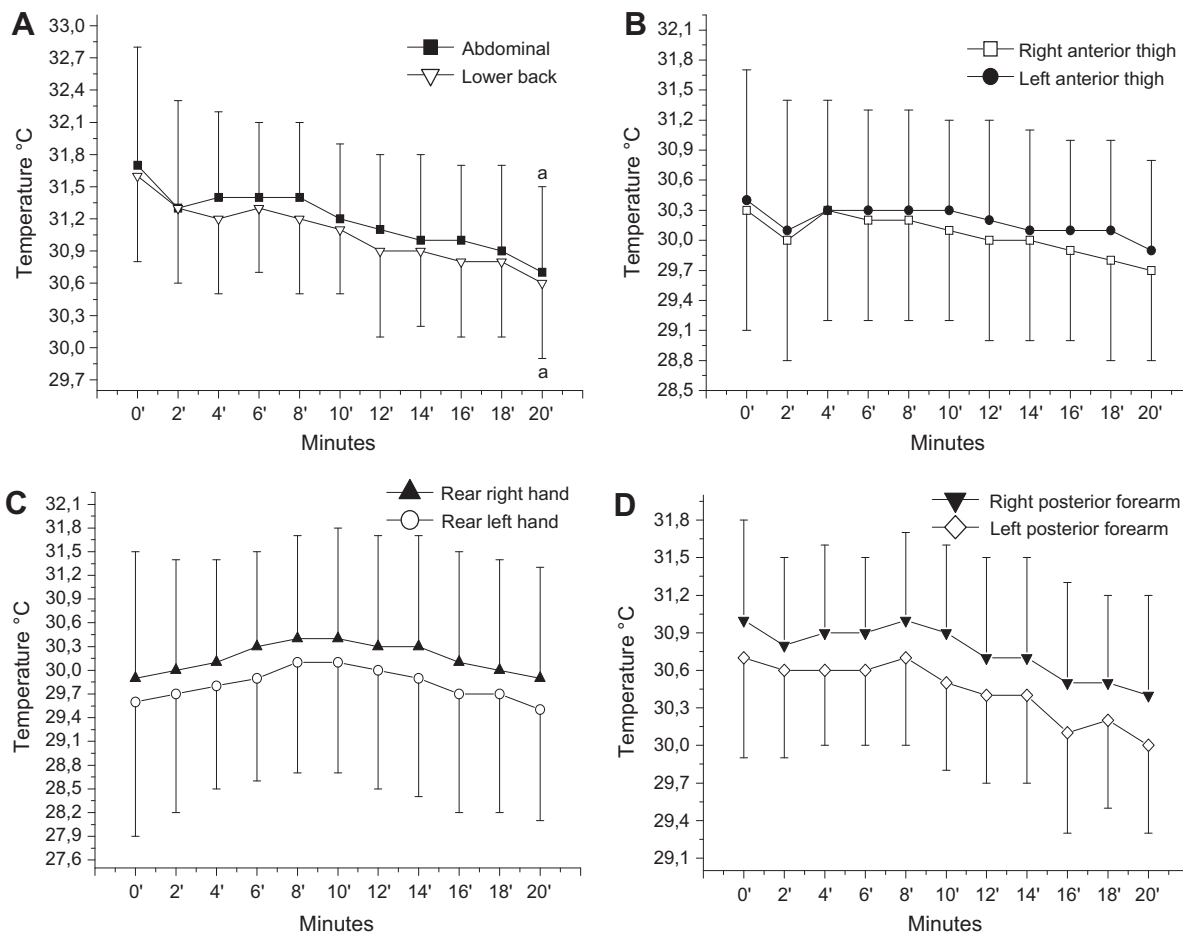 A
33,0
32,7
32,4
32,1
31,8
31,5
31,2
30,9
30,6
30,3
30,0
29,7
Temperature °C
Abdominal
Lower back
a
a
0' 2' 4' 6' 8' 10' 12' 14' 16' 18' 20'
Minutes
B
32,1
31,8
31,5
31,2
30,9
30,6
30,3
30,0
29,7
29,4
29,1
28,8
28,5
Temperature °C
Right anterior thigh
Left anterior thigh
0' 2' 4' 6' 8' 10' 12' 14' 16' 18' 20'
Minutes
C
32,1
31,8
31,5
31,2
30,9
30,6
30,3
30,0
29,7
29,4
29,1
28,8
28,5
28,2
27,9
27,6
Temperature °C
Rear right hand
Rear left hand
0' 2' 4' 6' 8' 10' 12' 14' 16' 18' 20'
Minutes
D
31,8
31,5
31,2
30,9
30,6
30,3
30,0
29,7
29,4
29,1
Temperature °C
Right posterior forearm
Left posterior forearm
0' 2' 4' 6' 8' 10' 12' 14' 16' 18' 20'
Minutes